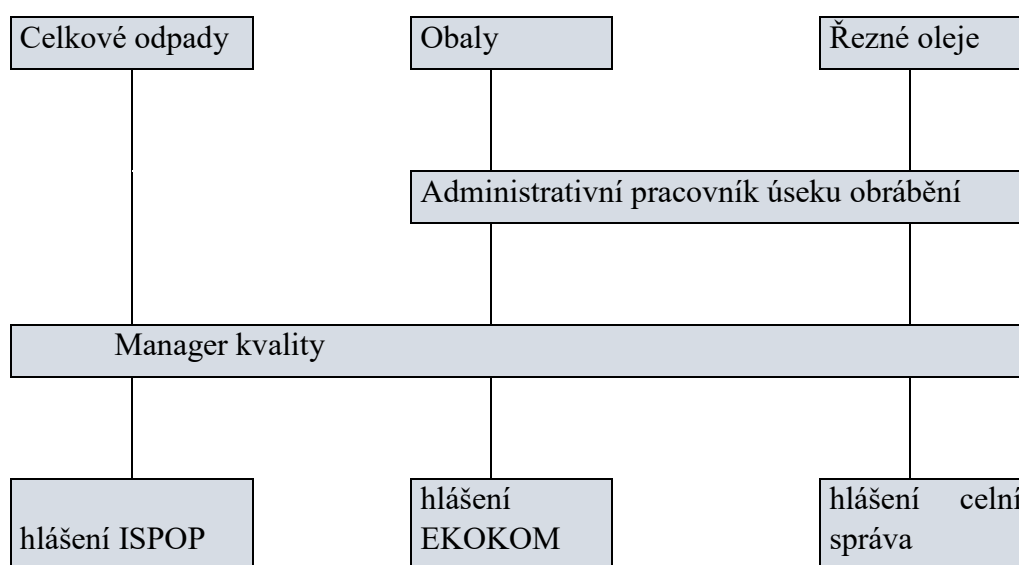 Celkové odpady
Obaly
Řezné oleje
Administrativní pracovník úseku obrábění
Manager kvality
hlášení ISPOP
hlášení
EKOKOM
hlášení celní
správa